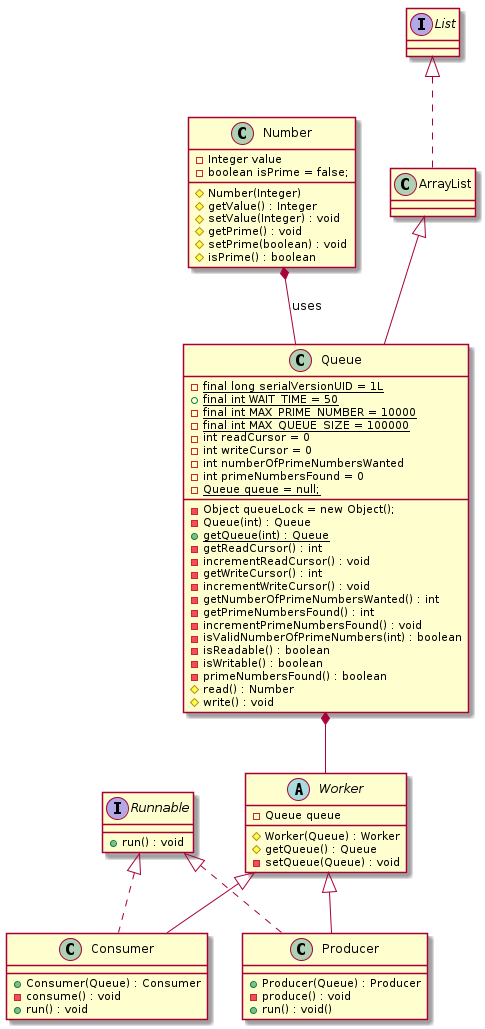 I List
C Number
Integer value
boolean isPrime = false;
Number(Integer)
getValue() : Integer
setValue(Integer) : void
getPrime() : void
setPrime(boolean) : void
isPrime() : boolean
C ArrayList
uses
C Queue
final long serialVersionUID = 1L
final int WAIT_TIME = 50
final int MAX_PRIME_NUMBER = 10000
final int MAX_QUEUE_SIZE = 100000
int readCursor = 0
int writeCursor = 0
int numberOfPrimeNumbersWanted
int primeNumbersFound = 0
Queue queue = null;
Object queueLock = new Object();
Queue(int) : Queue
getQueue(int) : Queue
getReadCursor() : int
incrementReadCursor() : void
getWriteCursor() : int
incrementWriteCursor() : void
getNumberOfPrimeNumbersWanted() : int
getPrimeNumbersFound() : int
incrementPrimeNumbersFound() : void
isValidNumberOfPrimeNumbers(int) : boolean
isReadable() : boolean
isWritable() : boolean
primeNumbersFound() : boolean
read() : Number
write() : void
A Worker
Queue queue
Worker(Queue) : Worker
getQueue() : Queue
setQueue(Queue) : void
I Runnable
run() : void
C Consumer
Consumer(Queue) : Consumer
consume() : void
run() : void
C Producer
Producer(Queue) : Producer
produce() : void
run() : void()